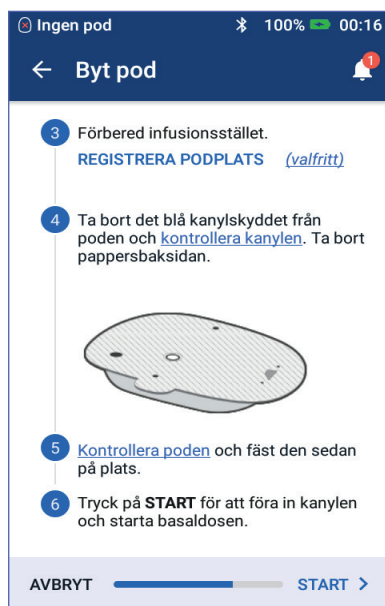 Ingen pod 100% 00:16
Byt pod 1
3 Förbered infusionsstället.
REGISTRERA PODPLATS (valfritt)
4 Ta bort det blå kanylskyddet från
poden och kontrollera kanylen. Ta bort
pappersbaksidan.
5 Kontrollera poden och fäst den sedan
på plats.
6 Tryck på START för att föra in kanylen
och starta basaldosen.
AVBRYT START